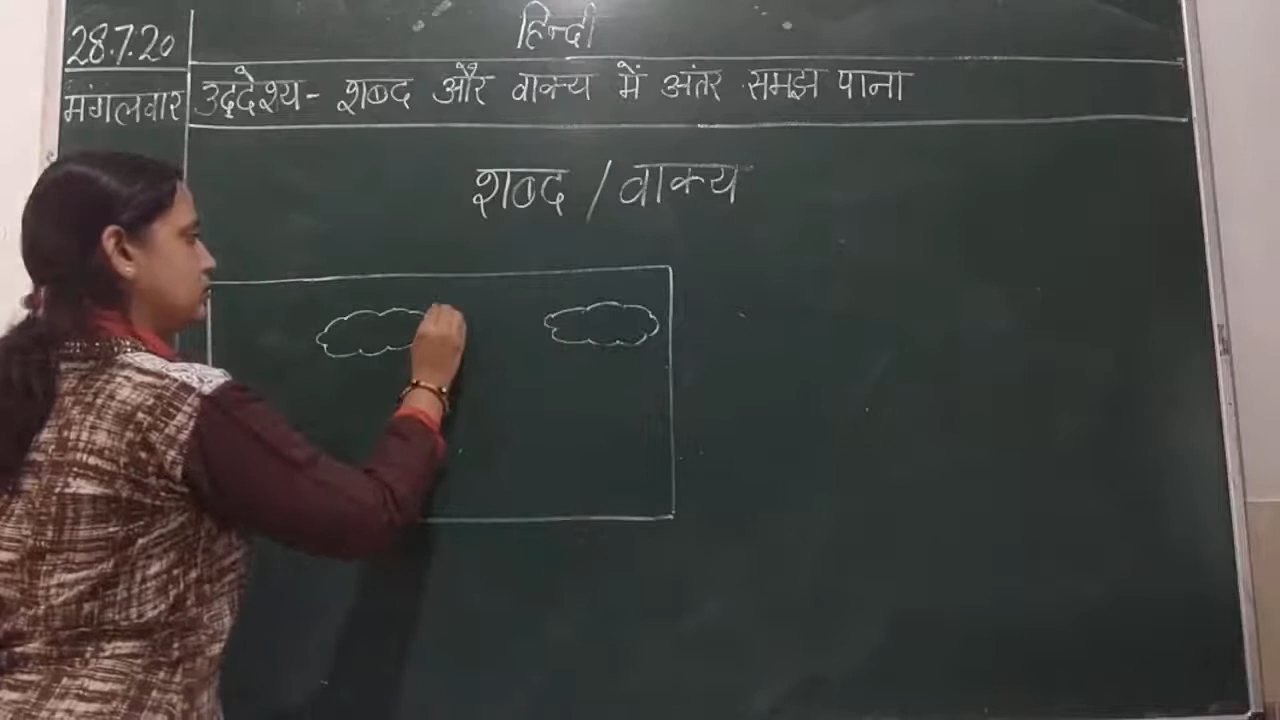 28.7.20
हिन्दी
मंगलवार
उद्देश्य- शब्द और वाक्य में अंतर समझ पाना
शब्द / वाक्य